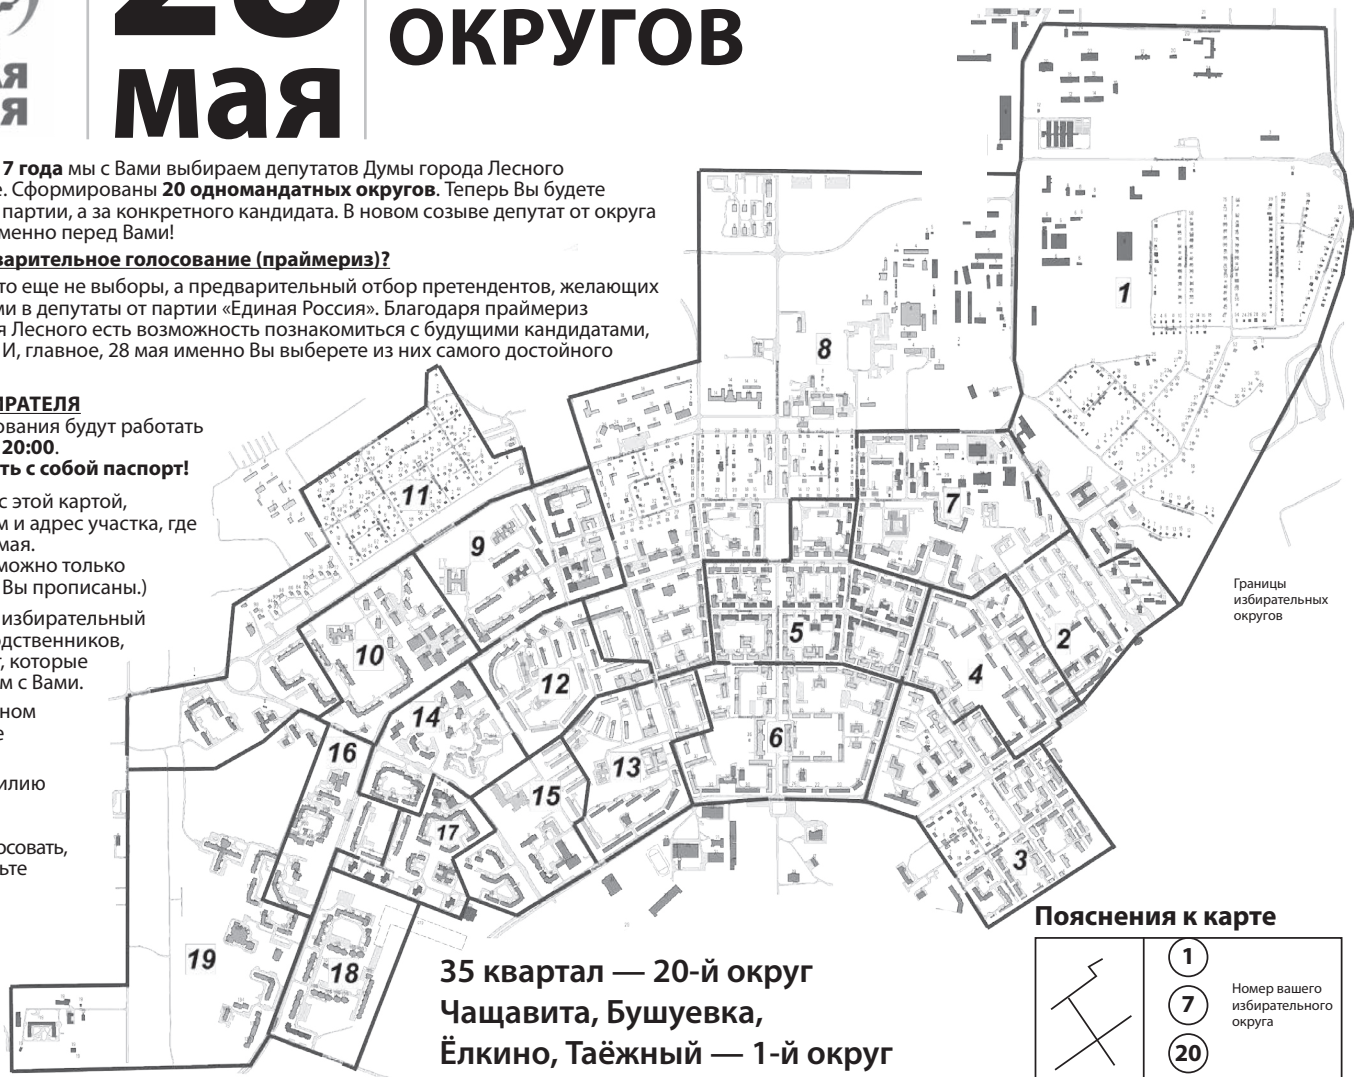 28
мая
ОКРУГОВ
7 года мы с Вами выбираем депутатов Думы города Лесного
Сформированы 20 одномандатных округов. Теперь Вы будете
партии, а за конкретного кандидата. В новом созыве депутат от округа
менно перед Вами!
варительное голосование (праймериз)?
то еще не выборы, а предварительный отбор претендентов, желающих
ми в депутаты от партии «Единая Россия». Благодаря праймериз
я Лесного есть возможность познакомиться с будущими кандидатами,
И, главное, 28 мая именно Вы выберете из них самого достойного
ИРАТЕЛЯ
ования будут работать
20:00.
ть с собой паспорт!
с этой картой,
м и адрес участка, где
мая.
можно только
Вы прописаны.)
избирательный
одственников,
т, которые
м с Вами.
ном
е
илию
осовать,
ьте
1
2
3
4
5
6
7
8
9
10
11
12
13
14
15
16
17
18
19
Границы
избирательных
округов
35 квартал — 20-й округ
Чащавита, Бушуевка,
Ёлкино, Таёжный — 1-й округ
Пояснения к карте
1
7
20
Номер вашего
избирательного
округа